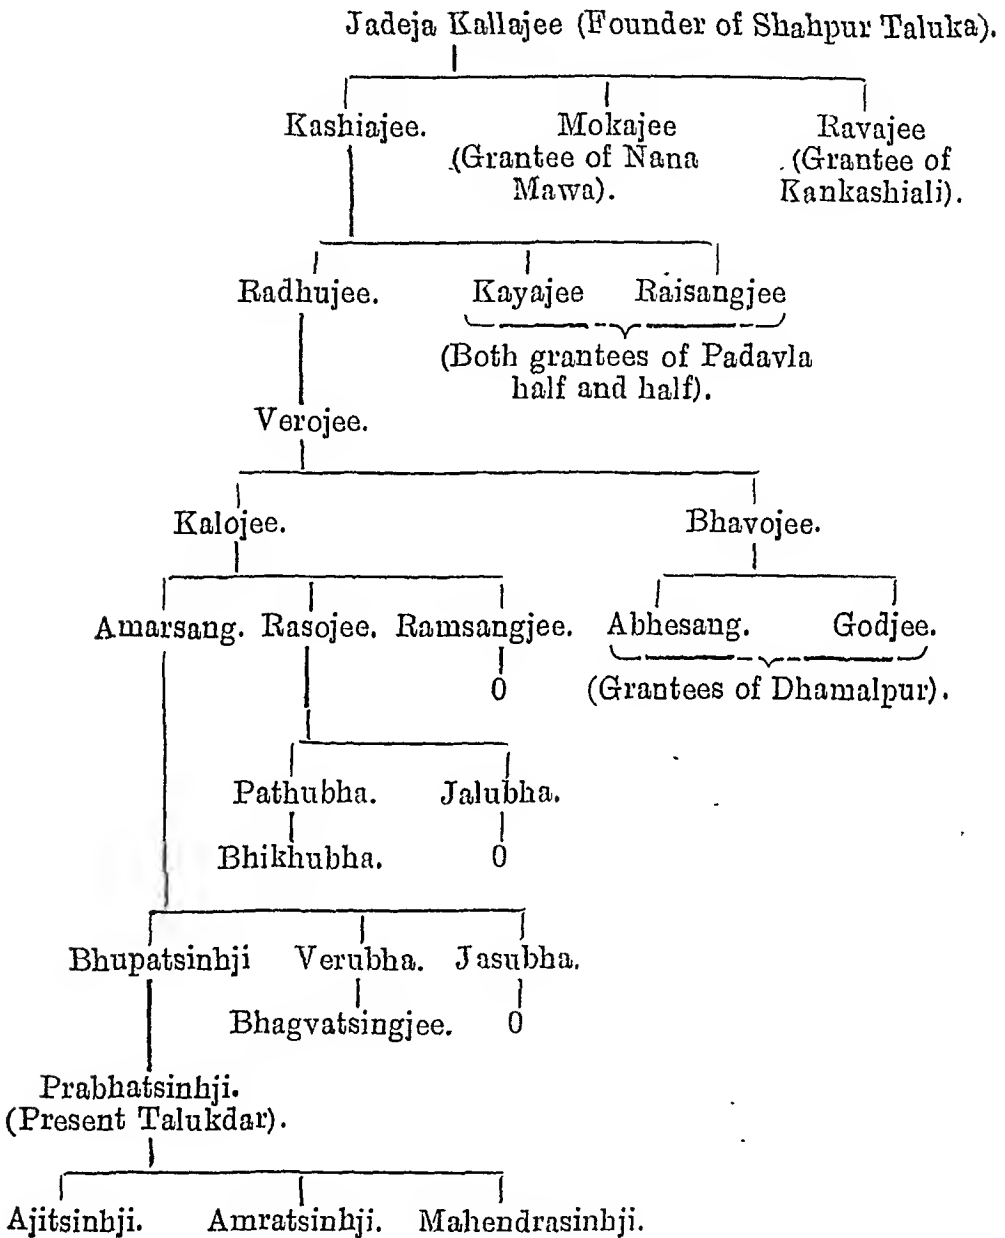 Jadeja Kallajee (Founder of Shahpur Taluka).
Kashiajee. Mokajee Ravajee
(Grantee of Nana (Grantee of
Mawa). Kankashiali).
Radhujee. Kayajee Raisangjee
(Both grantees of Padavla
half and half).
Verojee.
Kalojee. Bhavojee.
Amarsang. Rasojee. Ramsangjee. Abhesang. Godjee.
0 (Grantees of Dhamalpur).
Pathubha. Jalubha.
Bhikhubha. 0
Bhupatsinhji Verubha. Jasubha.
Bhagvatsingjee. 0
Prabhatsinhji.
(Present Talukdar).
Ajitsinhji. Amratsinhji. Mahendrasinhji.